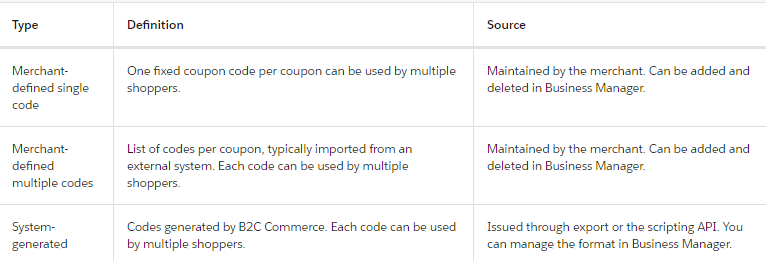 Type Definition Source
Merchant- One fixed coupon code per coupon can be used by multiple Maintained by the merchant. Can be added and
defined single shoppers. deleted in Business Manager.
code
Merchant- List of codes per coupon, typically imported from an Maintained by the merchant. Can be added and
defined external system. Each code can be used by multiple deleted in Business Manager.
multiple codes shoppers.
System- Codes generated by B2C Commerce. Each code can be used Issued through export or the scripting API. You
generated by multiple shoppers. can manage the format in Business Manager.